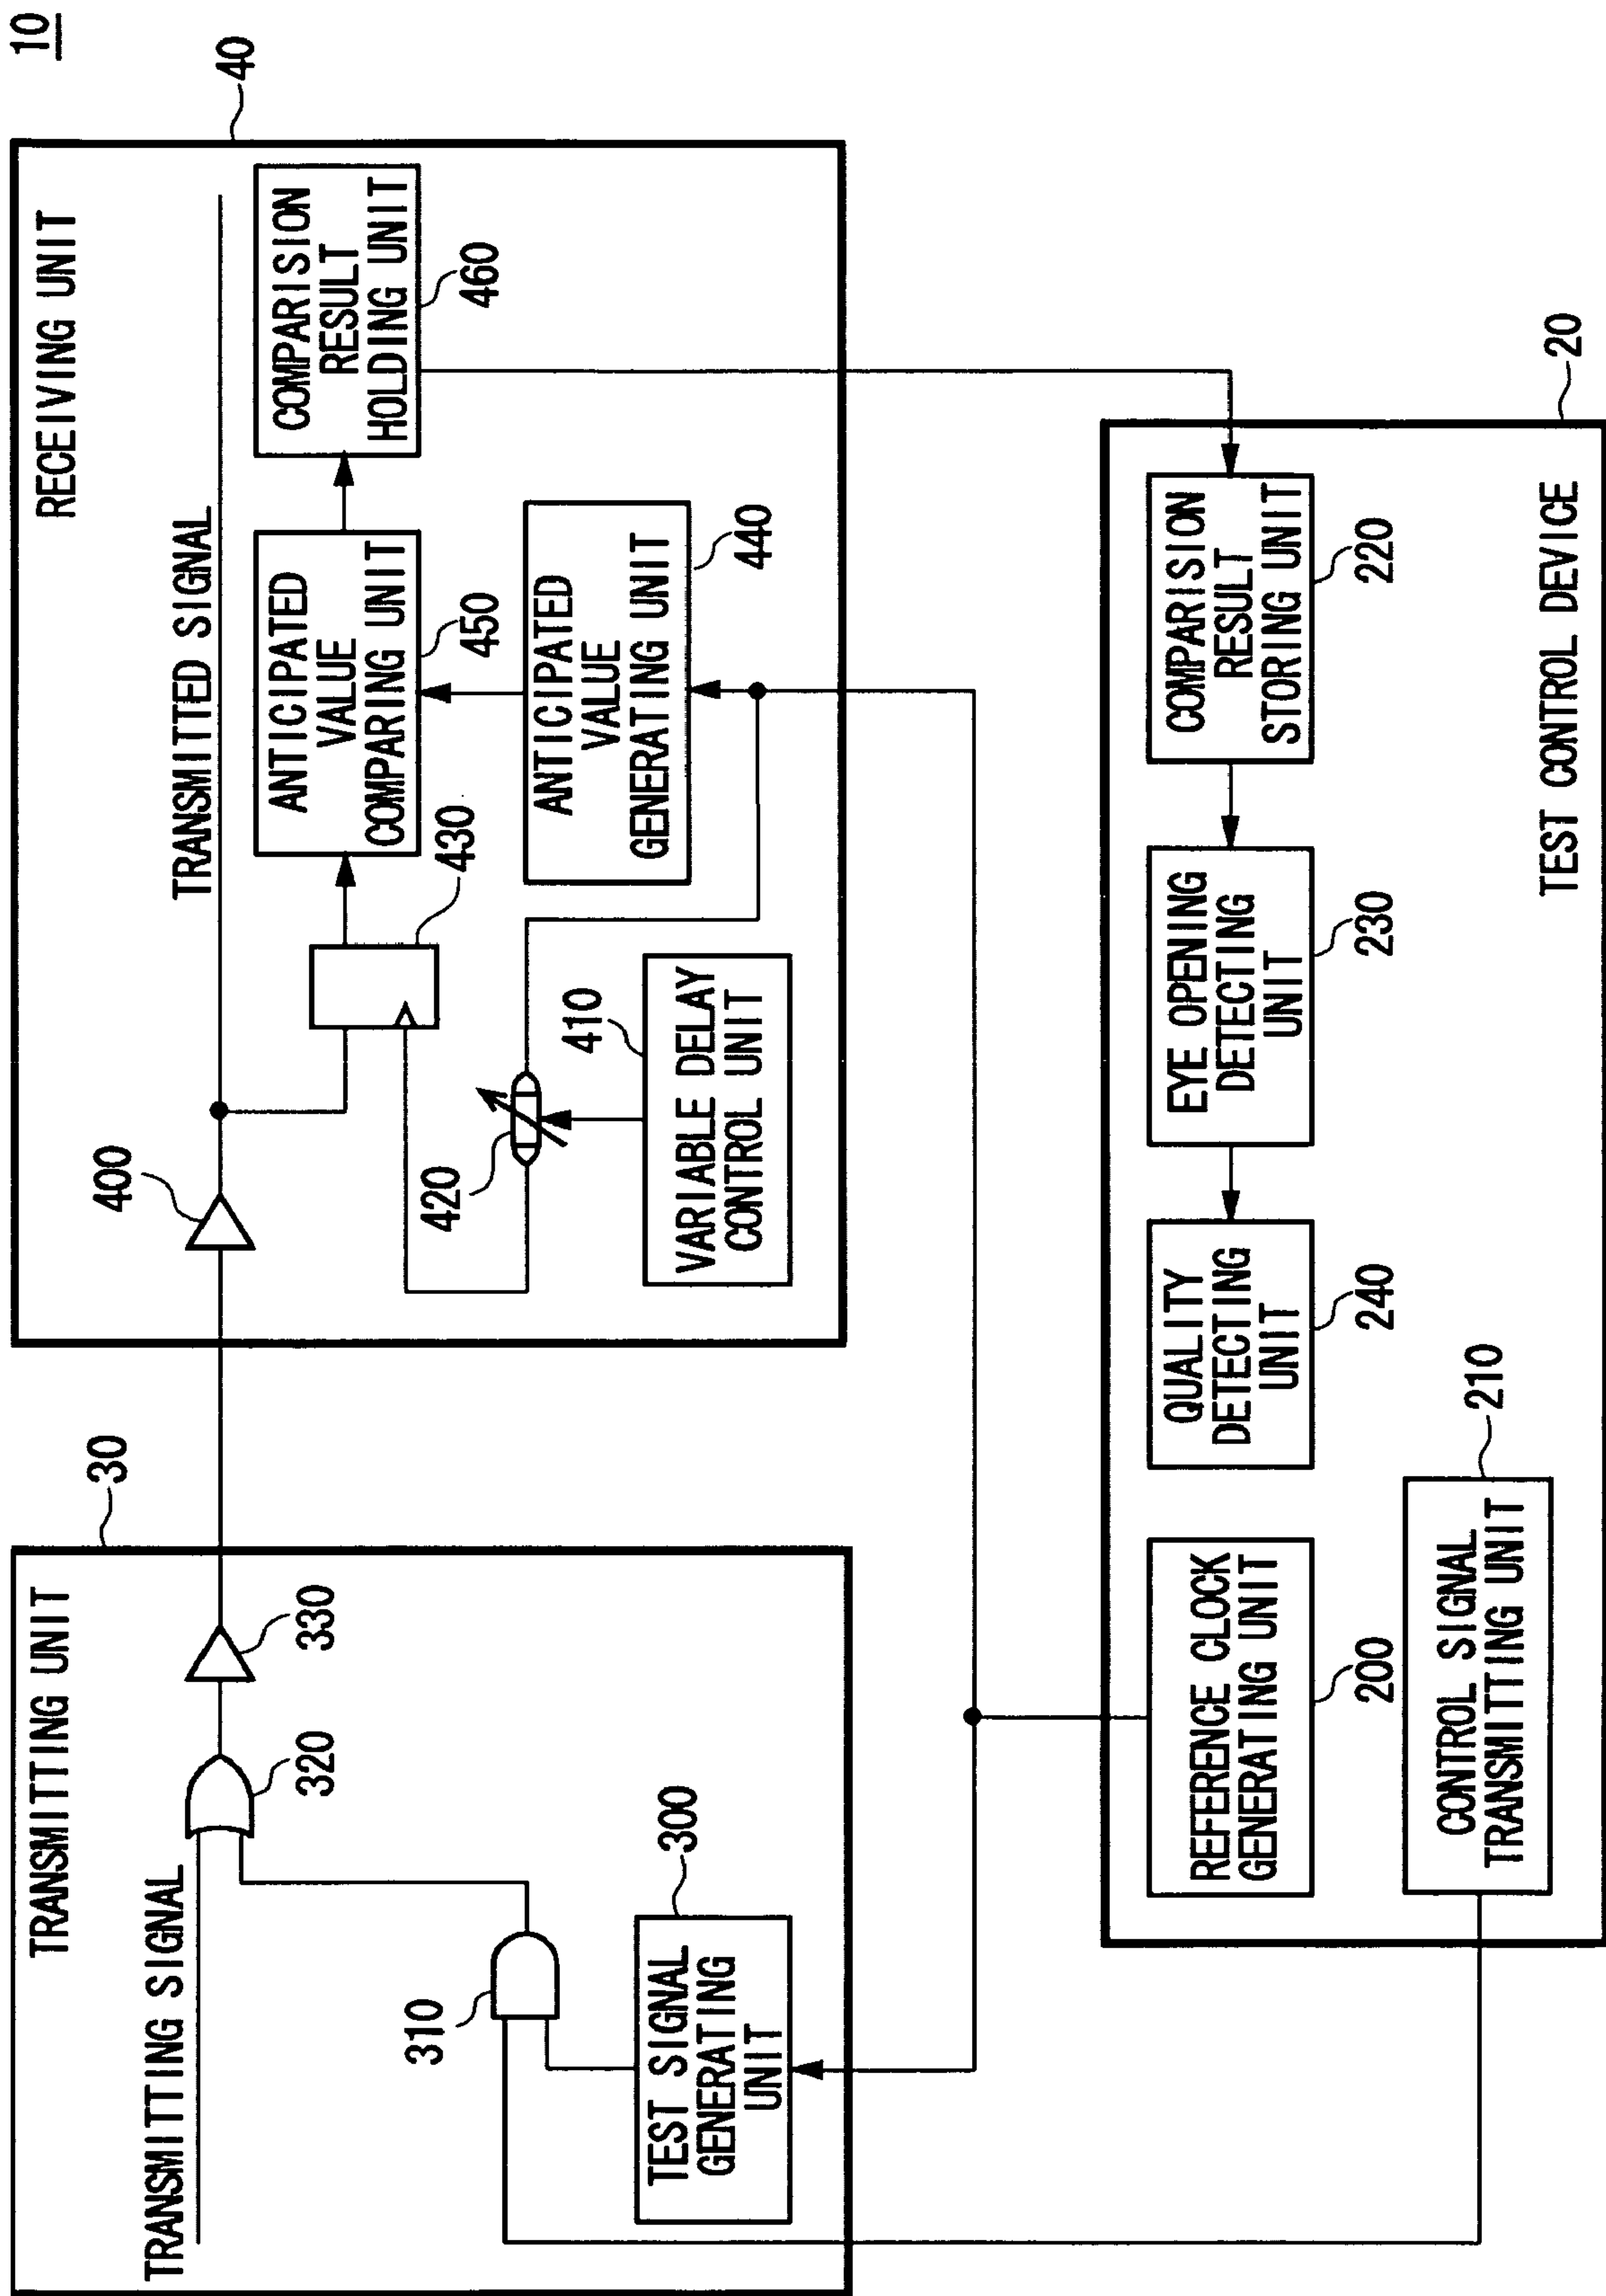 10
TRANSMITTING UNIT
30
TRANSMITTING SIGNAL
320
330
310
TEST SIGNAL
GENERATING
UNIT
300
RECEIVING UNIT
40
400
TRANSMITTED SIGNAL
430
ANTICIPATED
VALUE
COMPARING UNIT
450
COMPARISION
RESULT
HOLDING UNIT
460
420
410
VARIABLE DELAY
CONTROL UNIT
ANTICIPATED
VALUE
GENERATING UNIT
440
REFERENCE CLOCK
GENERATING UNIT
200
QUALITY
DETECTING
UNIT
240
EYE OPENING
DETECTING
UNIT
230
COMPARISION
RESULT
STORING UNIT
220
CONTROL SIGNAL
TRANSMITTING UNIT
210
TEST CONTROL DEVICE
20